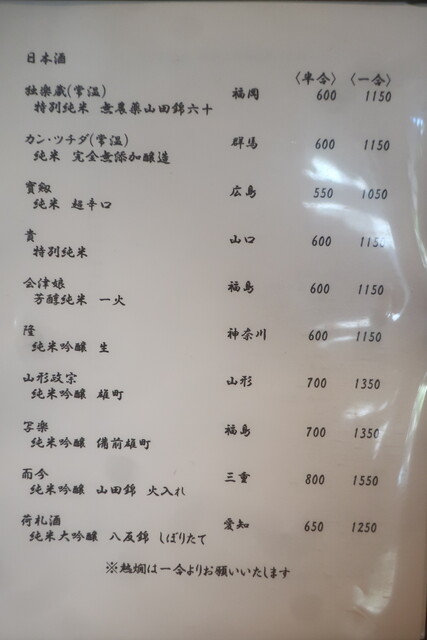 日本酒
〈半合〉 〈一合〉
独楽蔵(常温) 福岡 600 1150
特別純米 無農薬山田錦六十
カン・ツチダ(常温) 群馬 600 1150
純米 完全無添加醸造
寳剱 広島 550 1050
純米 超辛口
貴 山口 600 1150
特別純米
会津娘 福島 600 1150
芳醇純米 一火
隆 神奈川 600 1150
純米吟醸 生
山形政宗 山形 700 1350
純米吟醸 雄町
写楽 福島 700 1350
純米吟醸 備前雄町
而今 三重 800 1550
純米吟醸 山田錦 火入れ
荷札酒 愛知 650 1250
純米大吟醸 八反錦 しぼりたて
※熱燗は一合よりお願いいたします